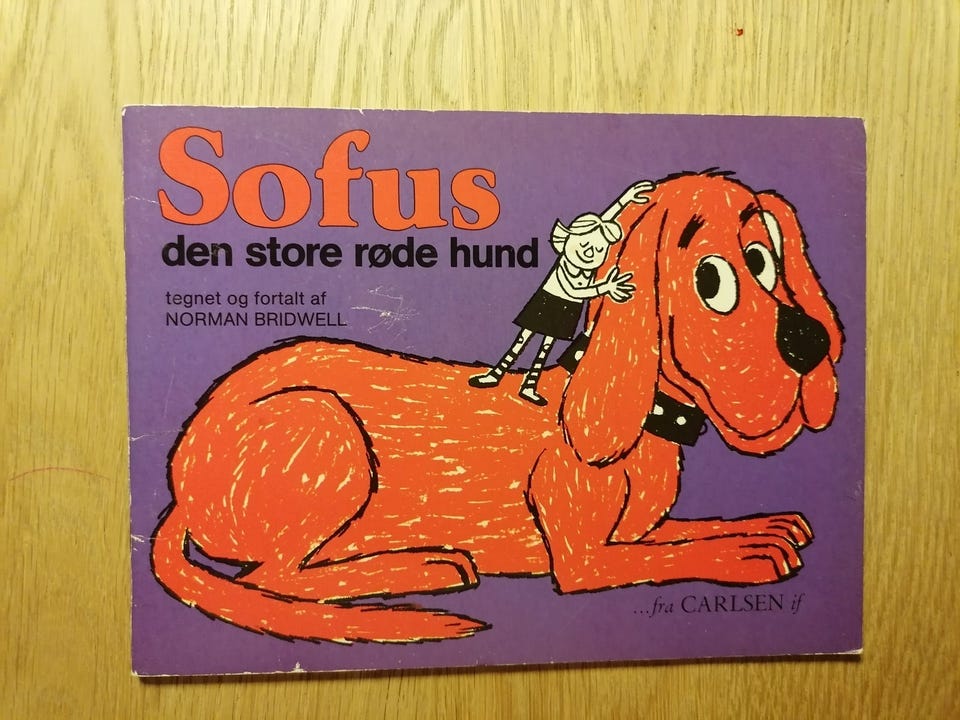 Sofus
den store røde hund
tegnet og fortalt af
NORMAN BRIDWELL
...fra CARLSEN if